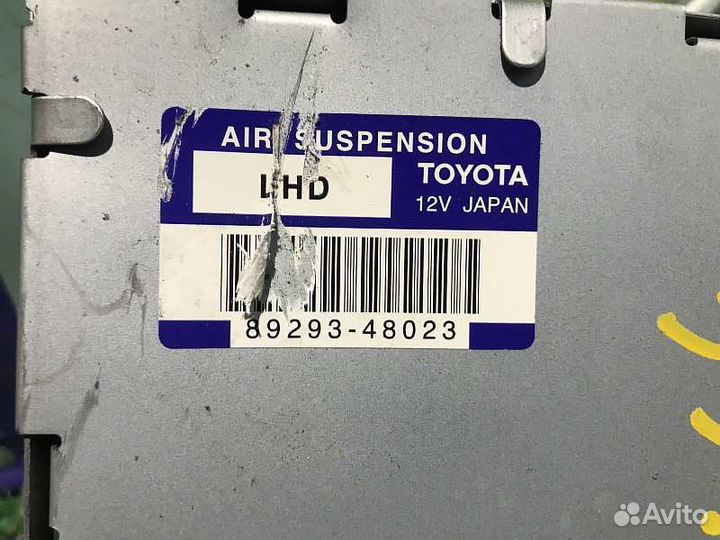 AIR SUSPENSION
LHD
TOYOTA
12V JAPAN
89293-48023
Avito